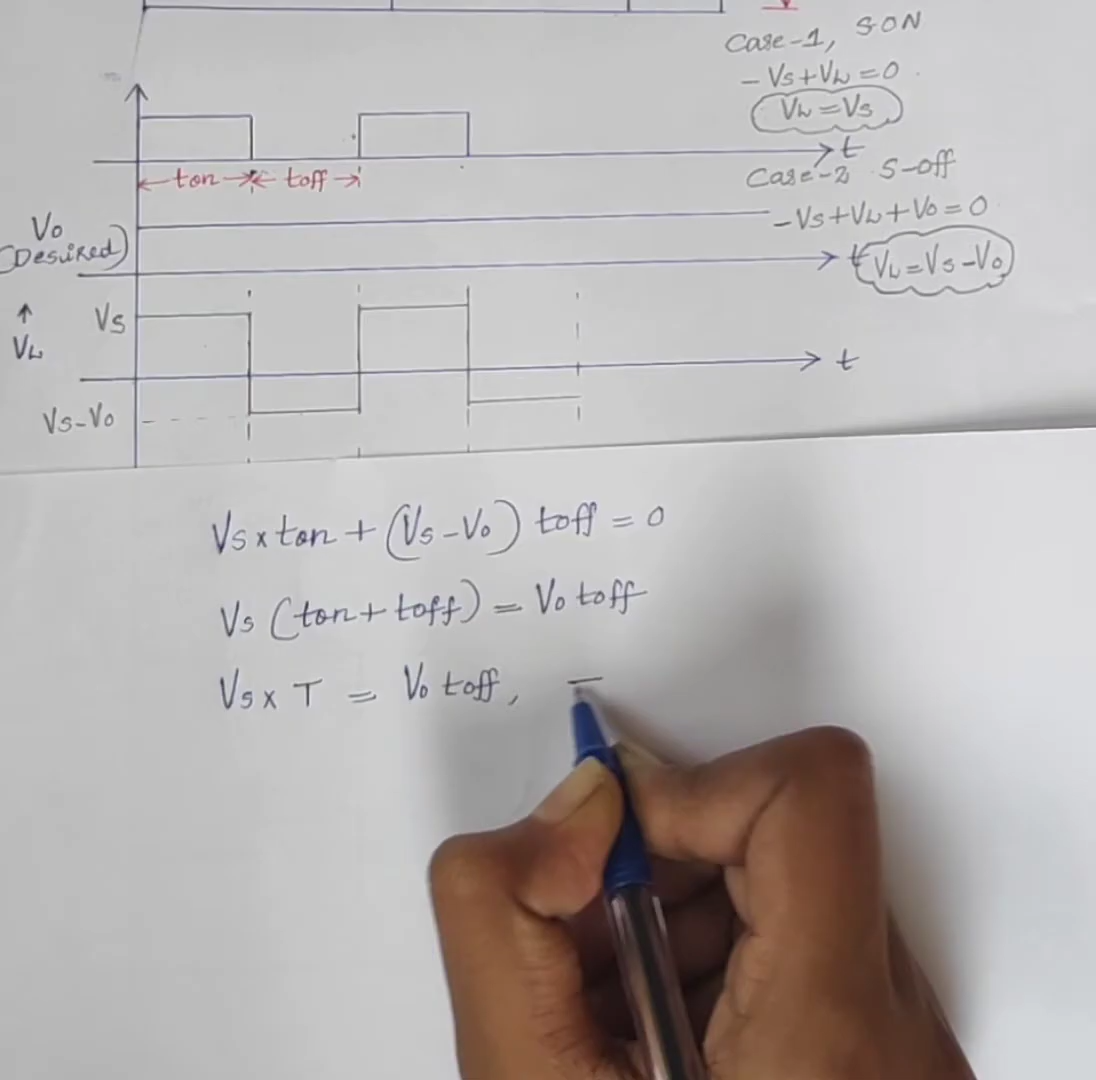 Case-1, S-ON
- Vs + VL = 0
VL = Vs
t
ton toff
Case-2 S-off
Vo
(Desired)
- Vs + VL + Vo = 0
t
VL = Vs - Vo
Vs
VL
t
Vs - Vo
Vs x ton + (Vs - Vo) toff = 0
Vs (ton + toff) = Vo toff
Vs x T = Vo toff,